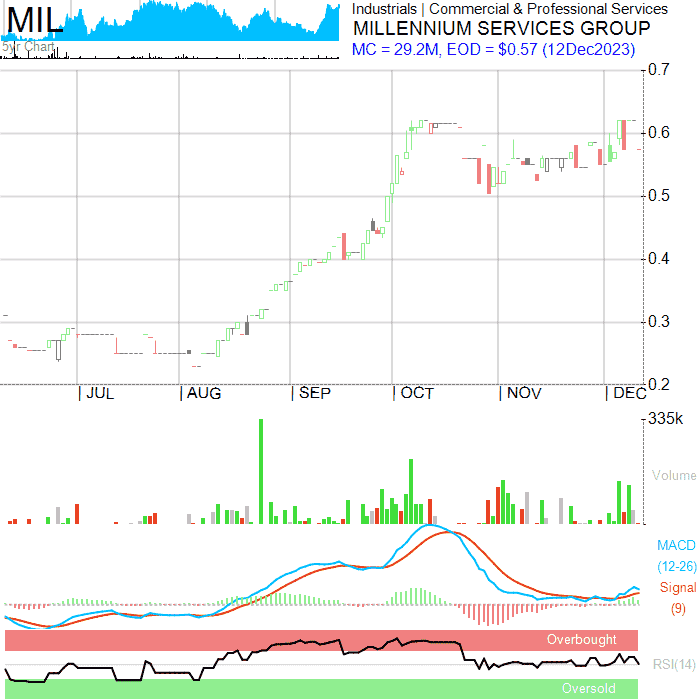 MIL
5yr Chart
Industrials | Commercial & Professional Services
MILLENNIUM SERVICES GROUP
MC = 29.2M, EOD = $0.57 (12Dec2023)
0.7
0.6
0.5
0.4
0.3
0.2
| JUL | AUG | SEP | OCT | NOV | DEC
335k
Volume
MACD
(12-26)
Signal
(9)
Overbought
RSI(14)
Oversold